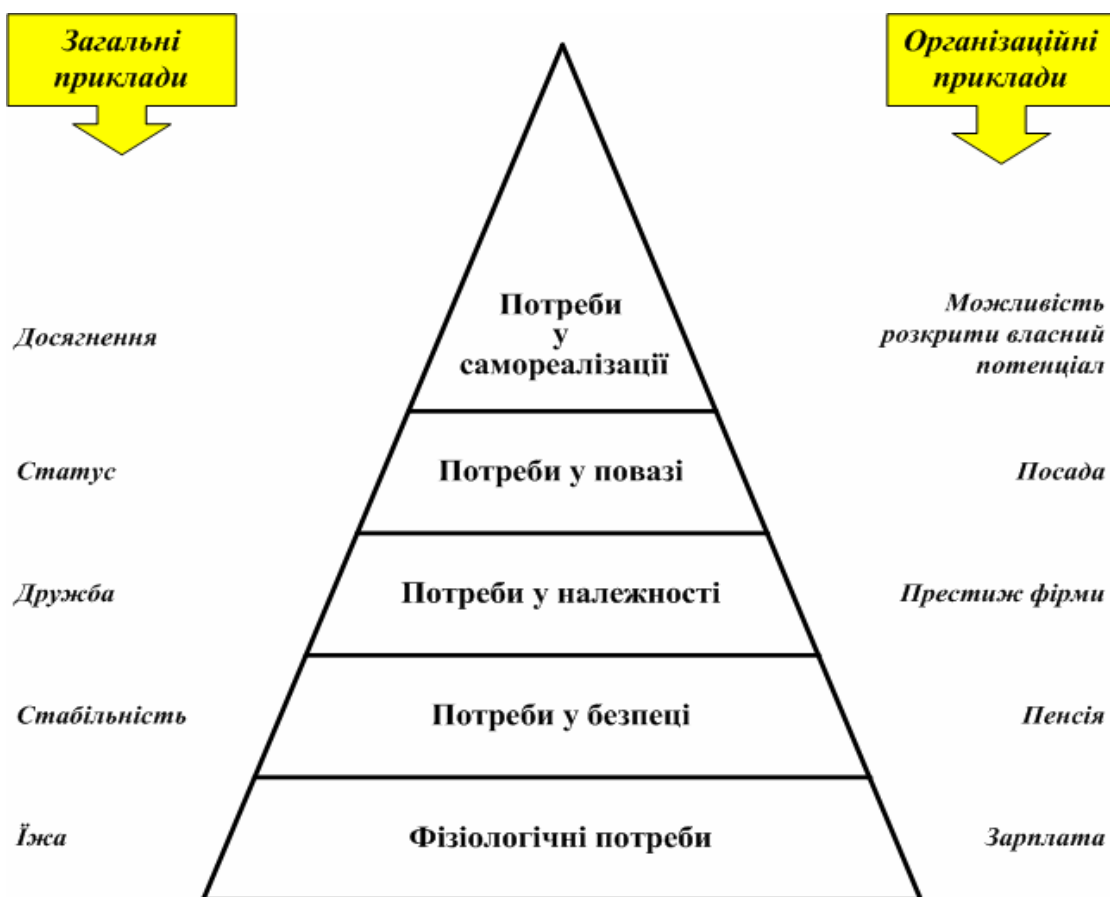 Загальні
приклади
Організаційні
приклади
Досягнення
Потреби
у
самореалізації
Можливість
розкрити власний
потенціал
Статус
Потреби у повазі
Посада
Дружба
Потреби у належності
Престиж фірми
Стабільність
Потреби у безпеці
Пенсія
Їжа
Фізіологічні потреби
Зарплата